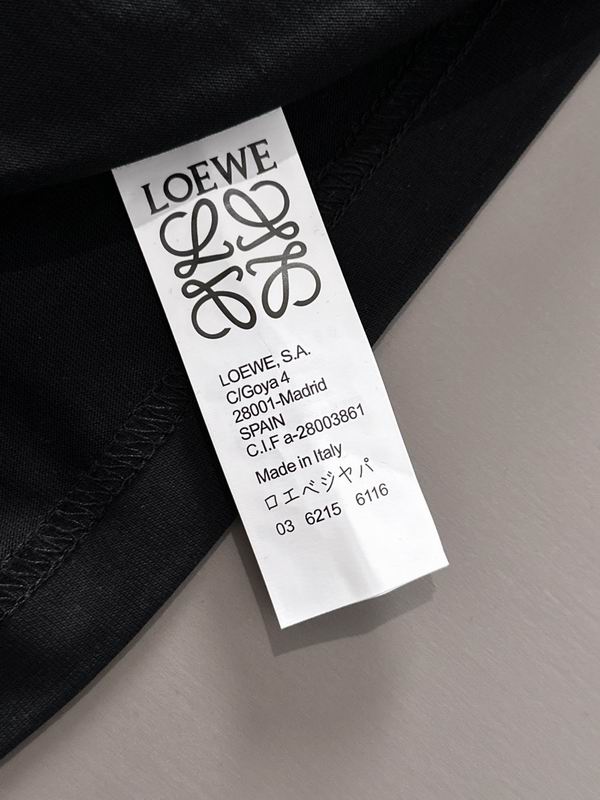 LOEWE
LOEWE, S.A.
C/Goya 4
28001-Madrid
SPAIN
C.I.F a-28003861
Made in Italy
ロエベジヤパ
03 6215 6116